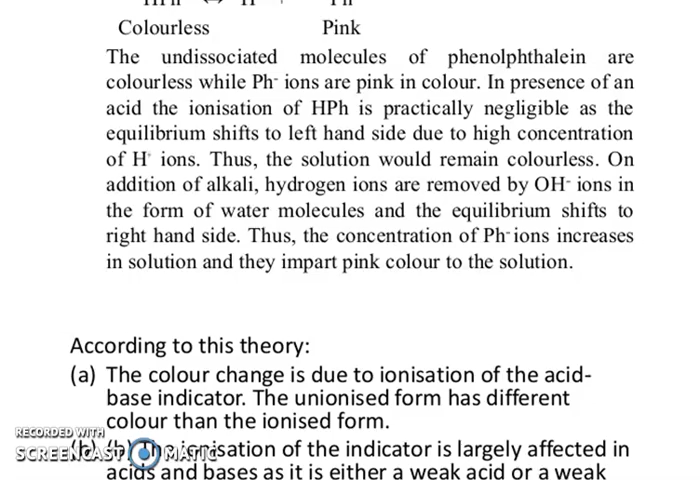 Colourless Pink
The undissociated molecules of phenolphthalein are
colourless while Ph⁻ ions are pink in colour. In presence of an
acid the ionisation of HPh is practically negligible as the
equilibrium shifts to left hand side due to high concentration
of H⁺ ions. Thus, the solution would remain colourless. On
addition of alkali, hydrogen ions are removed by OH⁻ ions in
the form of water molecules and the equilibrium shifts to
right hand side. Thus, the concentration of Ph⁻ ions increases
in solution and they impart pink colour to the solution.
According to this theory:
(a) The colour change is due to ionisation of the acid-
base indicator. The unionised form has different
colour than the ionised form.
RECORDED WITH
(b) (b) The ionisation of the indicator is largely affected in
SCREENCAST MATIC
acids and bases as it is either a weak acid or a weak